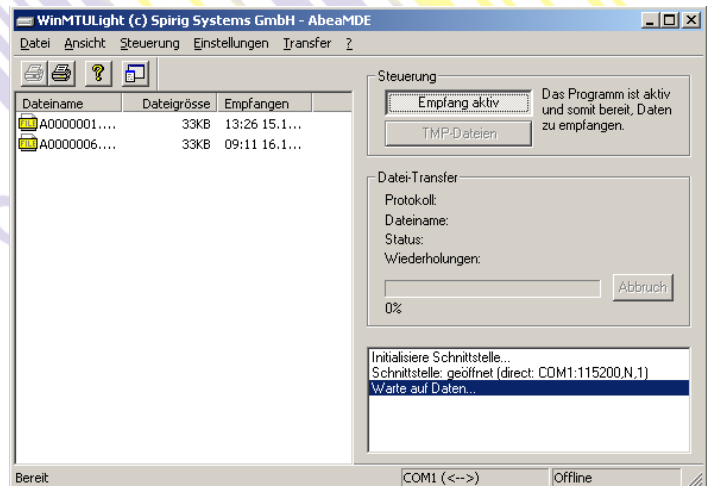 WinMTULight (c) Spirig Systems GmbH - AbeaMDE
Datei Ansicht Steuerung Einstellungen Transfer ?
Dateiname Dateigrösse Empfangen
A0000001.... 33KB 13:26 15.1...
A0000006.... 33KB 09:11 16.1...
Steuerung
Empfang aktiv
TMP-Dateien
Das Programm ist aktiv
und somit bereit, Daten
zu empfangen.
Datei-Transfer
Protokoll:
Dateiname:
Status:
Wiederholungen:
Abbruch
0%
Initialisiere Schnittstelle...
Schnittstelle: geöffnet (direct: COM1:115200,N,1)
Warte auf Daten...
Bereit COM1 (<-->) Offline